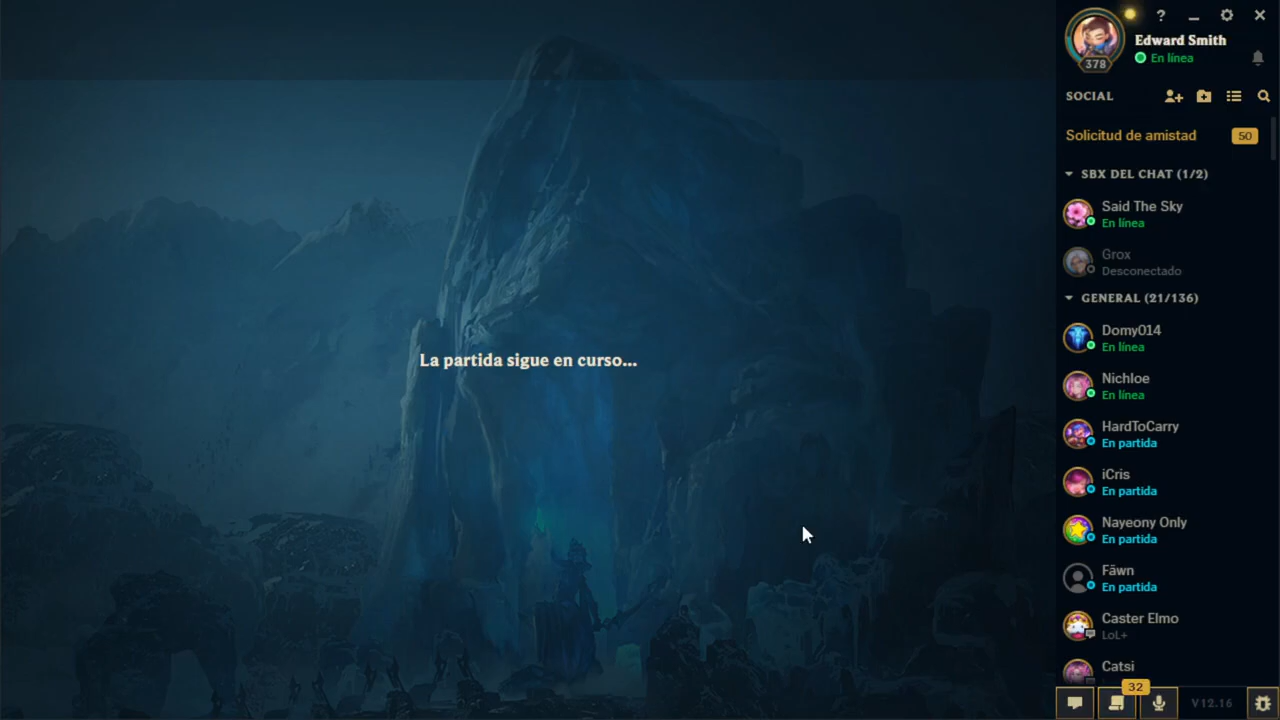 ?
Edward Smith
378
En línea
SOCIAL
Solicitud de amistad
50
SBX DEL CHAT (1/2)
Said The Sky
En línea
Grox
Desconectado
GENERAL (21/136)
Domy014
En línea
Nichloe
En línea
La partida sigue en curso...
HardToCarry
En partida
iCris
En partida
Nayeony Only
En partida
Fäwn
En partida
Caster Elmo
LoL+
Catsi
32
V12.16